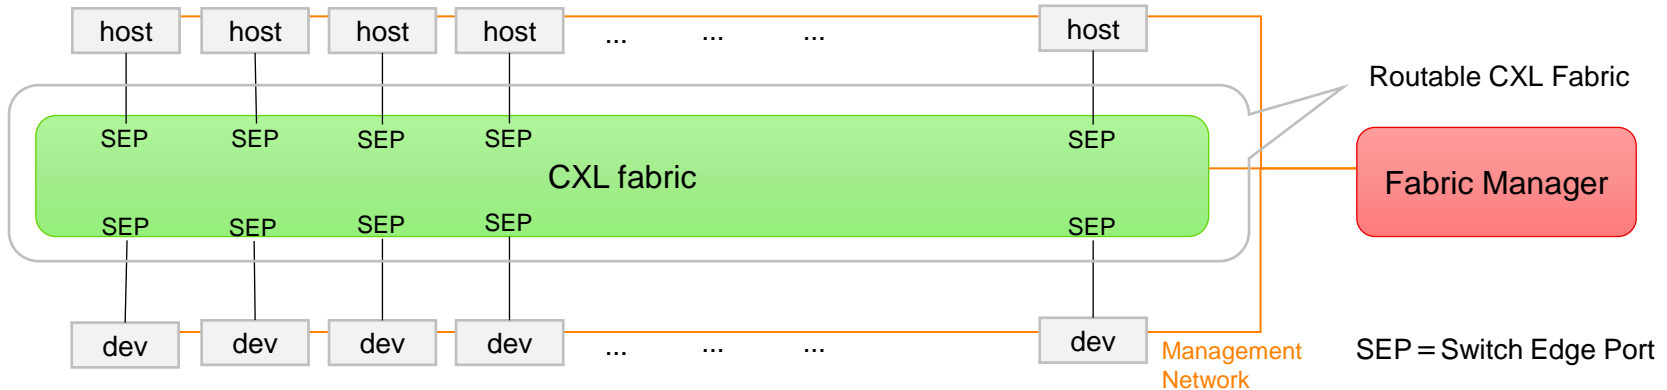 host host host host ... ... ... host
Routable CXL Fabric
SEP SEP SEP SEP SEP
CXL fabric
Fabric Manager
SEP SEP SEP SEP SEP
dev dev dev dev ... ... ... dev
Management
Network
SEP = Switch Edge Port